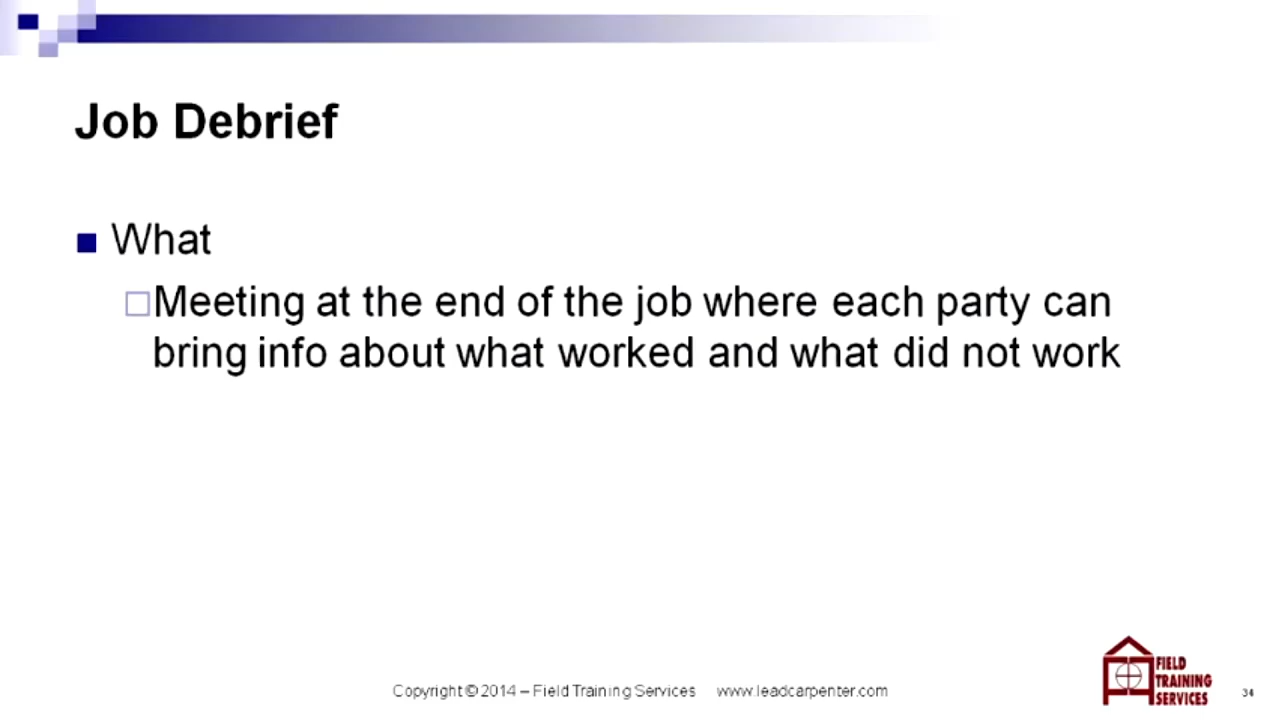 Job Debrief
What
Meeting at the end of the job where each party can
bring info about what worked and what did not work
Copyright © 2014 – Field Training Services www.leadcarpenter.com
FIELD
TRAINING
SERVICES
34